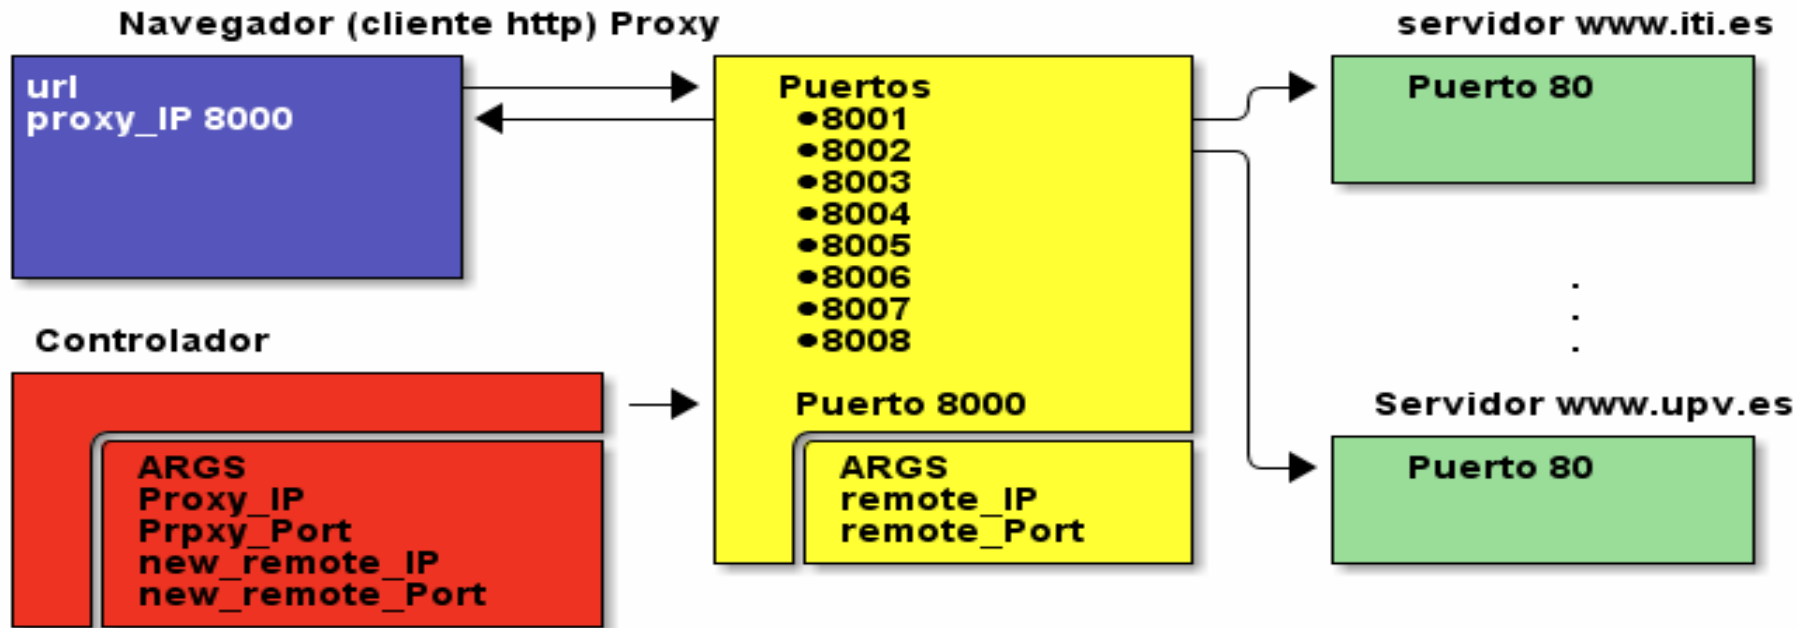 Navegador (cliente http) Proxy
servidor www.iti.es
url
proxy_IP 8000
Puertos
•8001
•8002
•8003
•8004
•8005
•8006
•8007
•8008
Puerto 8000
ARGS
remote_IP
remote_Port
Puerto 80
.
.
.
Controlador
ARGS
Proxy_IP
Prpxy_Port
new_remote_IP
new_remote_Port
Servidor www.upv.es
Puerto 80